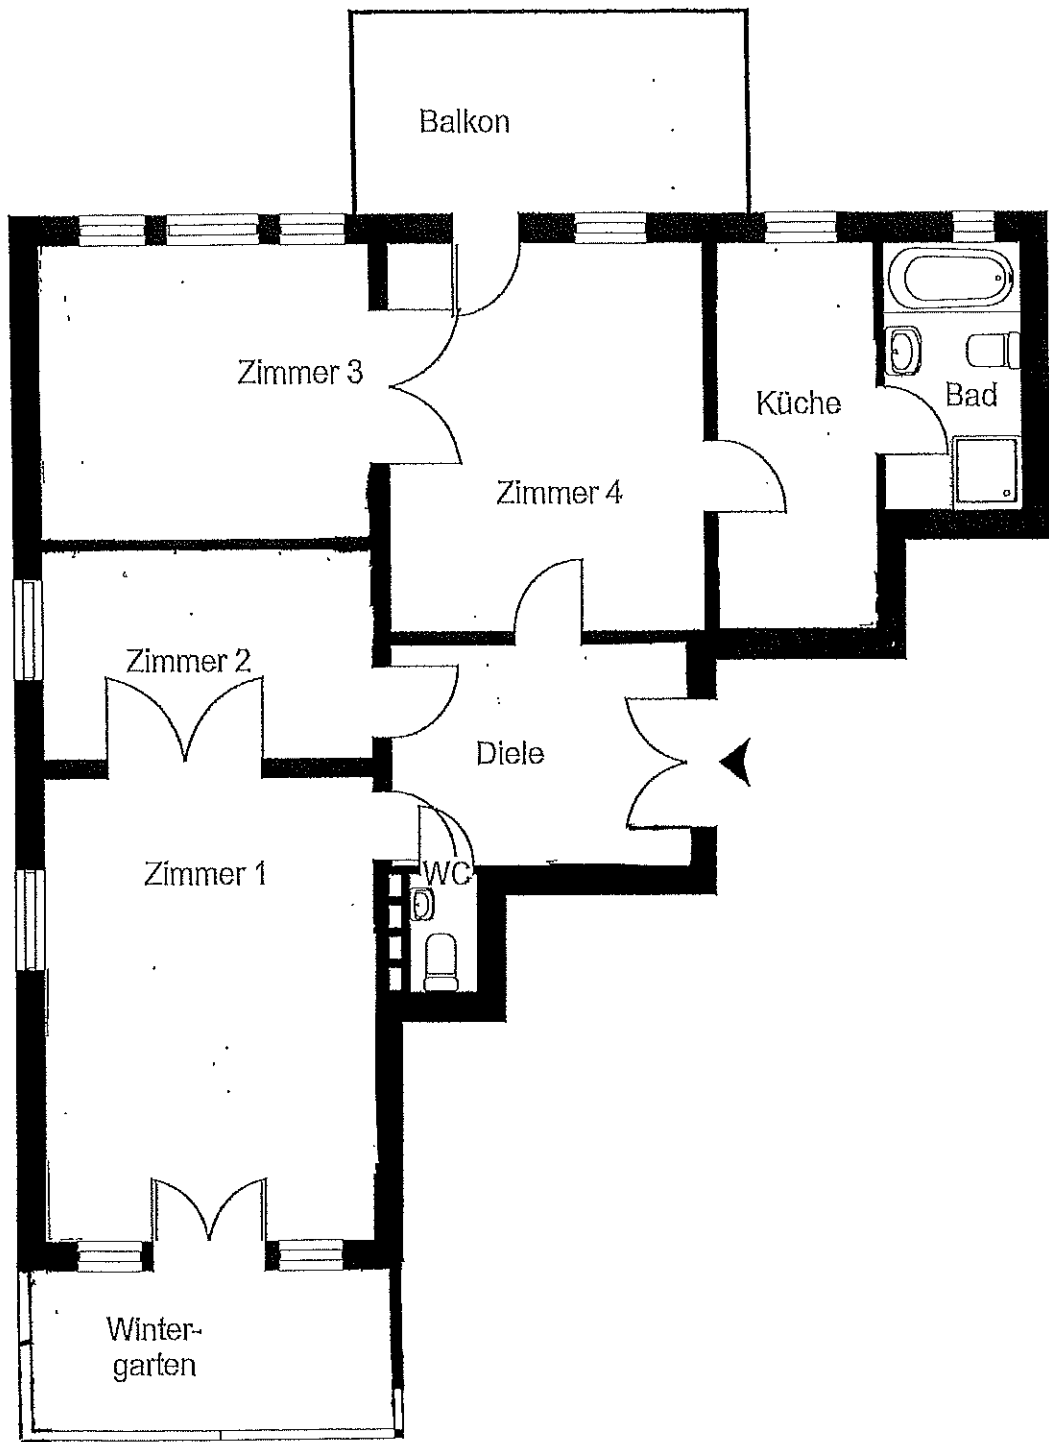 Balkon
Zimmer 3
Küche
Bad
Zimmer 4
Zimmer 2
Diele
Zimmer 1
WC
Winter-
garten